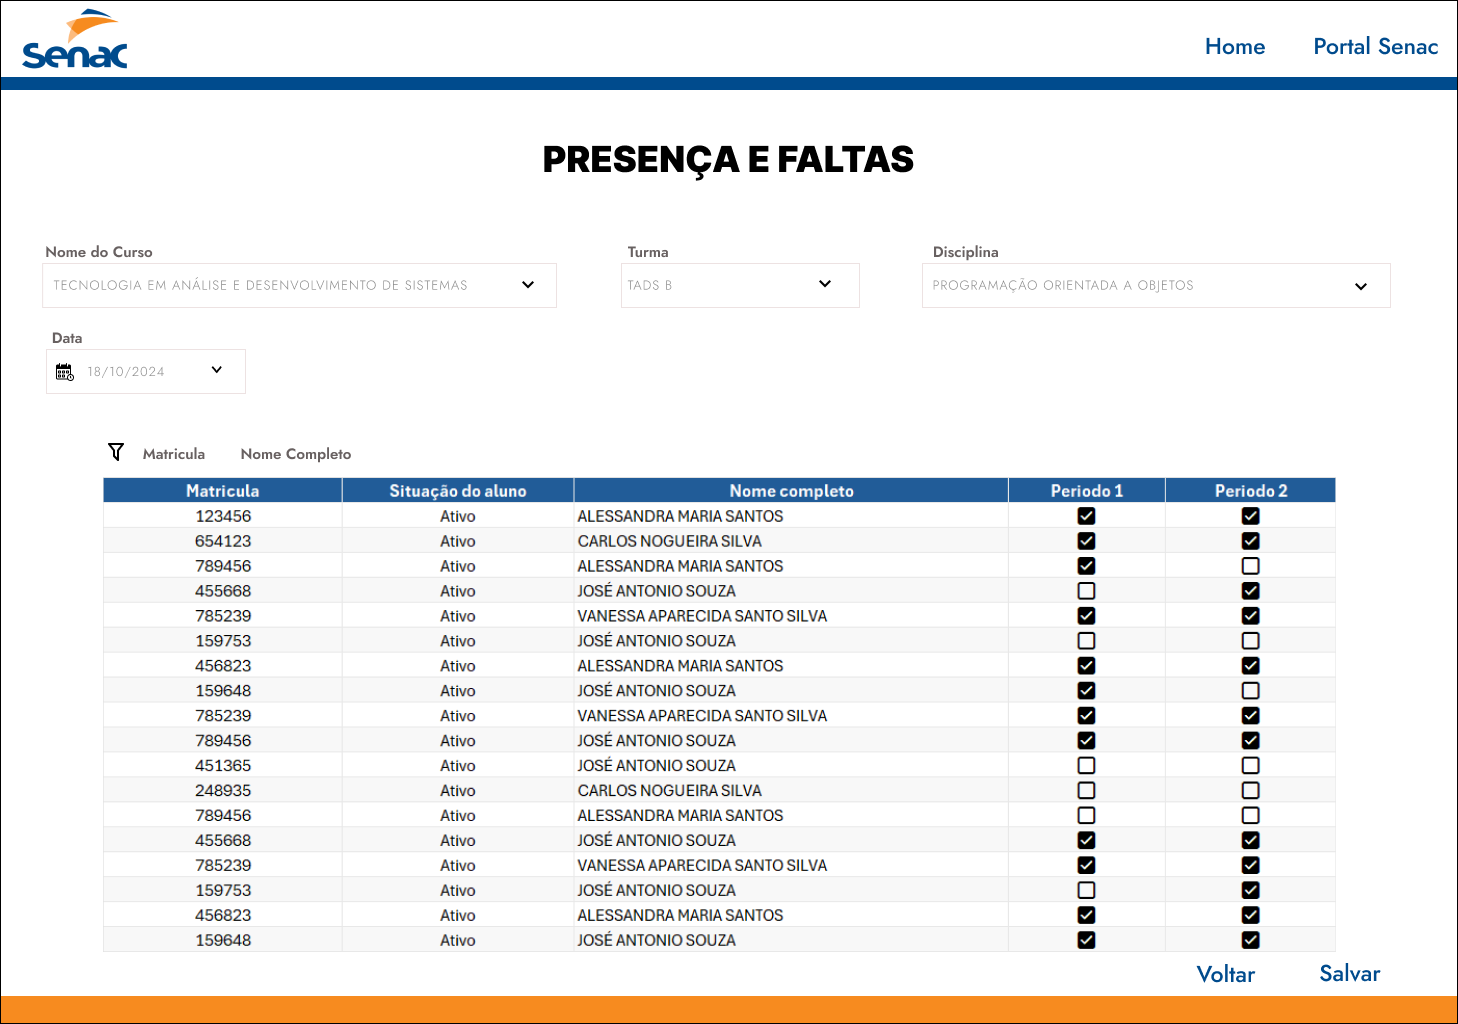 Senac
Home Portal Senac
PRESENÇA E FALTAS
Nome do Curso Turma Disciplina
TECNOLOGIA EM ANÁLISE E DESENVOLVIMENTO DE SISTEMAS TADS B PROGRAMAÇÃO ORIENTADA A OBJETOS
Data
18/10/2024
Matricula Nome Completo
Matricula Situação do aluno Nome completo Periodo 1 Periodo 2
123456 Ativo ALESSANDRA MARIA SANTOS
654123 Ativo CARLOS NOGUEIRA SILVA
789456 Ativo ALESSANDRA MARIA SANTOS
455668 Ativo JOSÉ ANTONIO SOUZA
785239 Ativo VANESSA APARECIDA SANTO SILVA
159753 Ativo JOSÉ ANTONIO SOUZA
456823 Ativo ALESSANDRA MARIA SANTOS
159648 Ativo JOSÉ ANTONIO SOUZA
785239 Ativo VANESSA APARECIDA SANTO SILVA
789456 Ativo JOSÉ ANTONIO SOUZA
451365 Ativo JOSÉ ANTONIO SOUZA
248935 Ativo CARLOS NOGUEIRA SILVA
789456 Ativo ALESSANDRA MARIA SANTOS
455668 Ativo JOSÉ ANTONIO SOUZA
785239 Ativo VANESSA APARECIDA SANTO SILVA
159753 Ativo JOSÉ ANTONIO SOUZA
456823 Ativo ALESSANDRA MARIA SANTOS
159648 Ativo JOSÉ ANTONIO SOUZA
Voltar Salvar